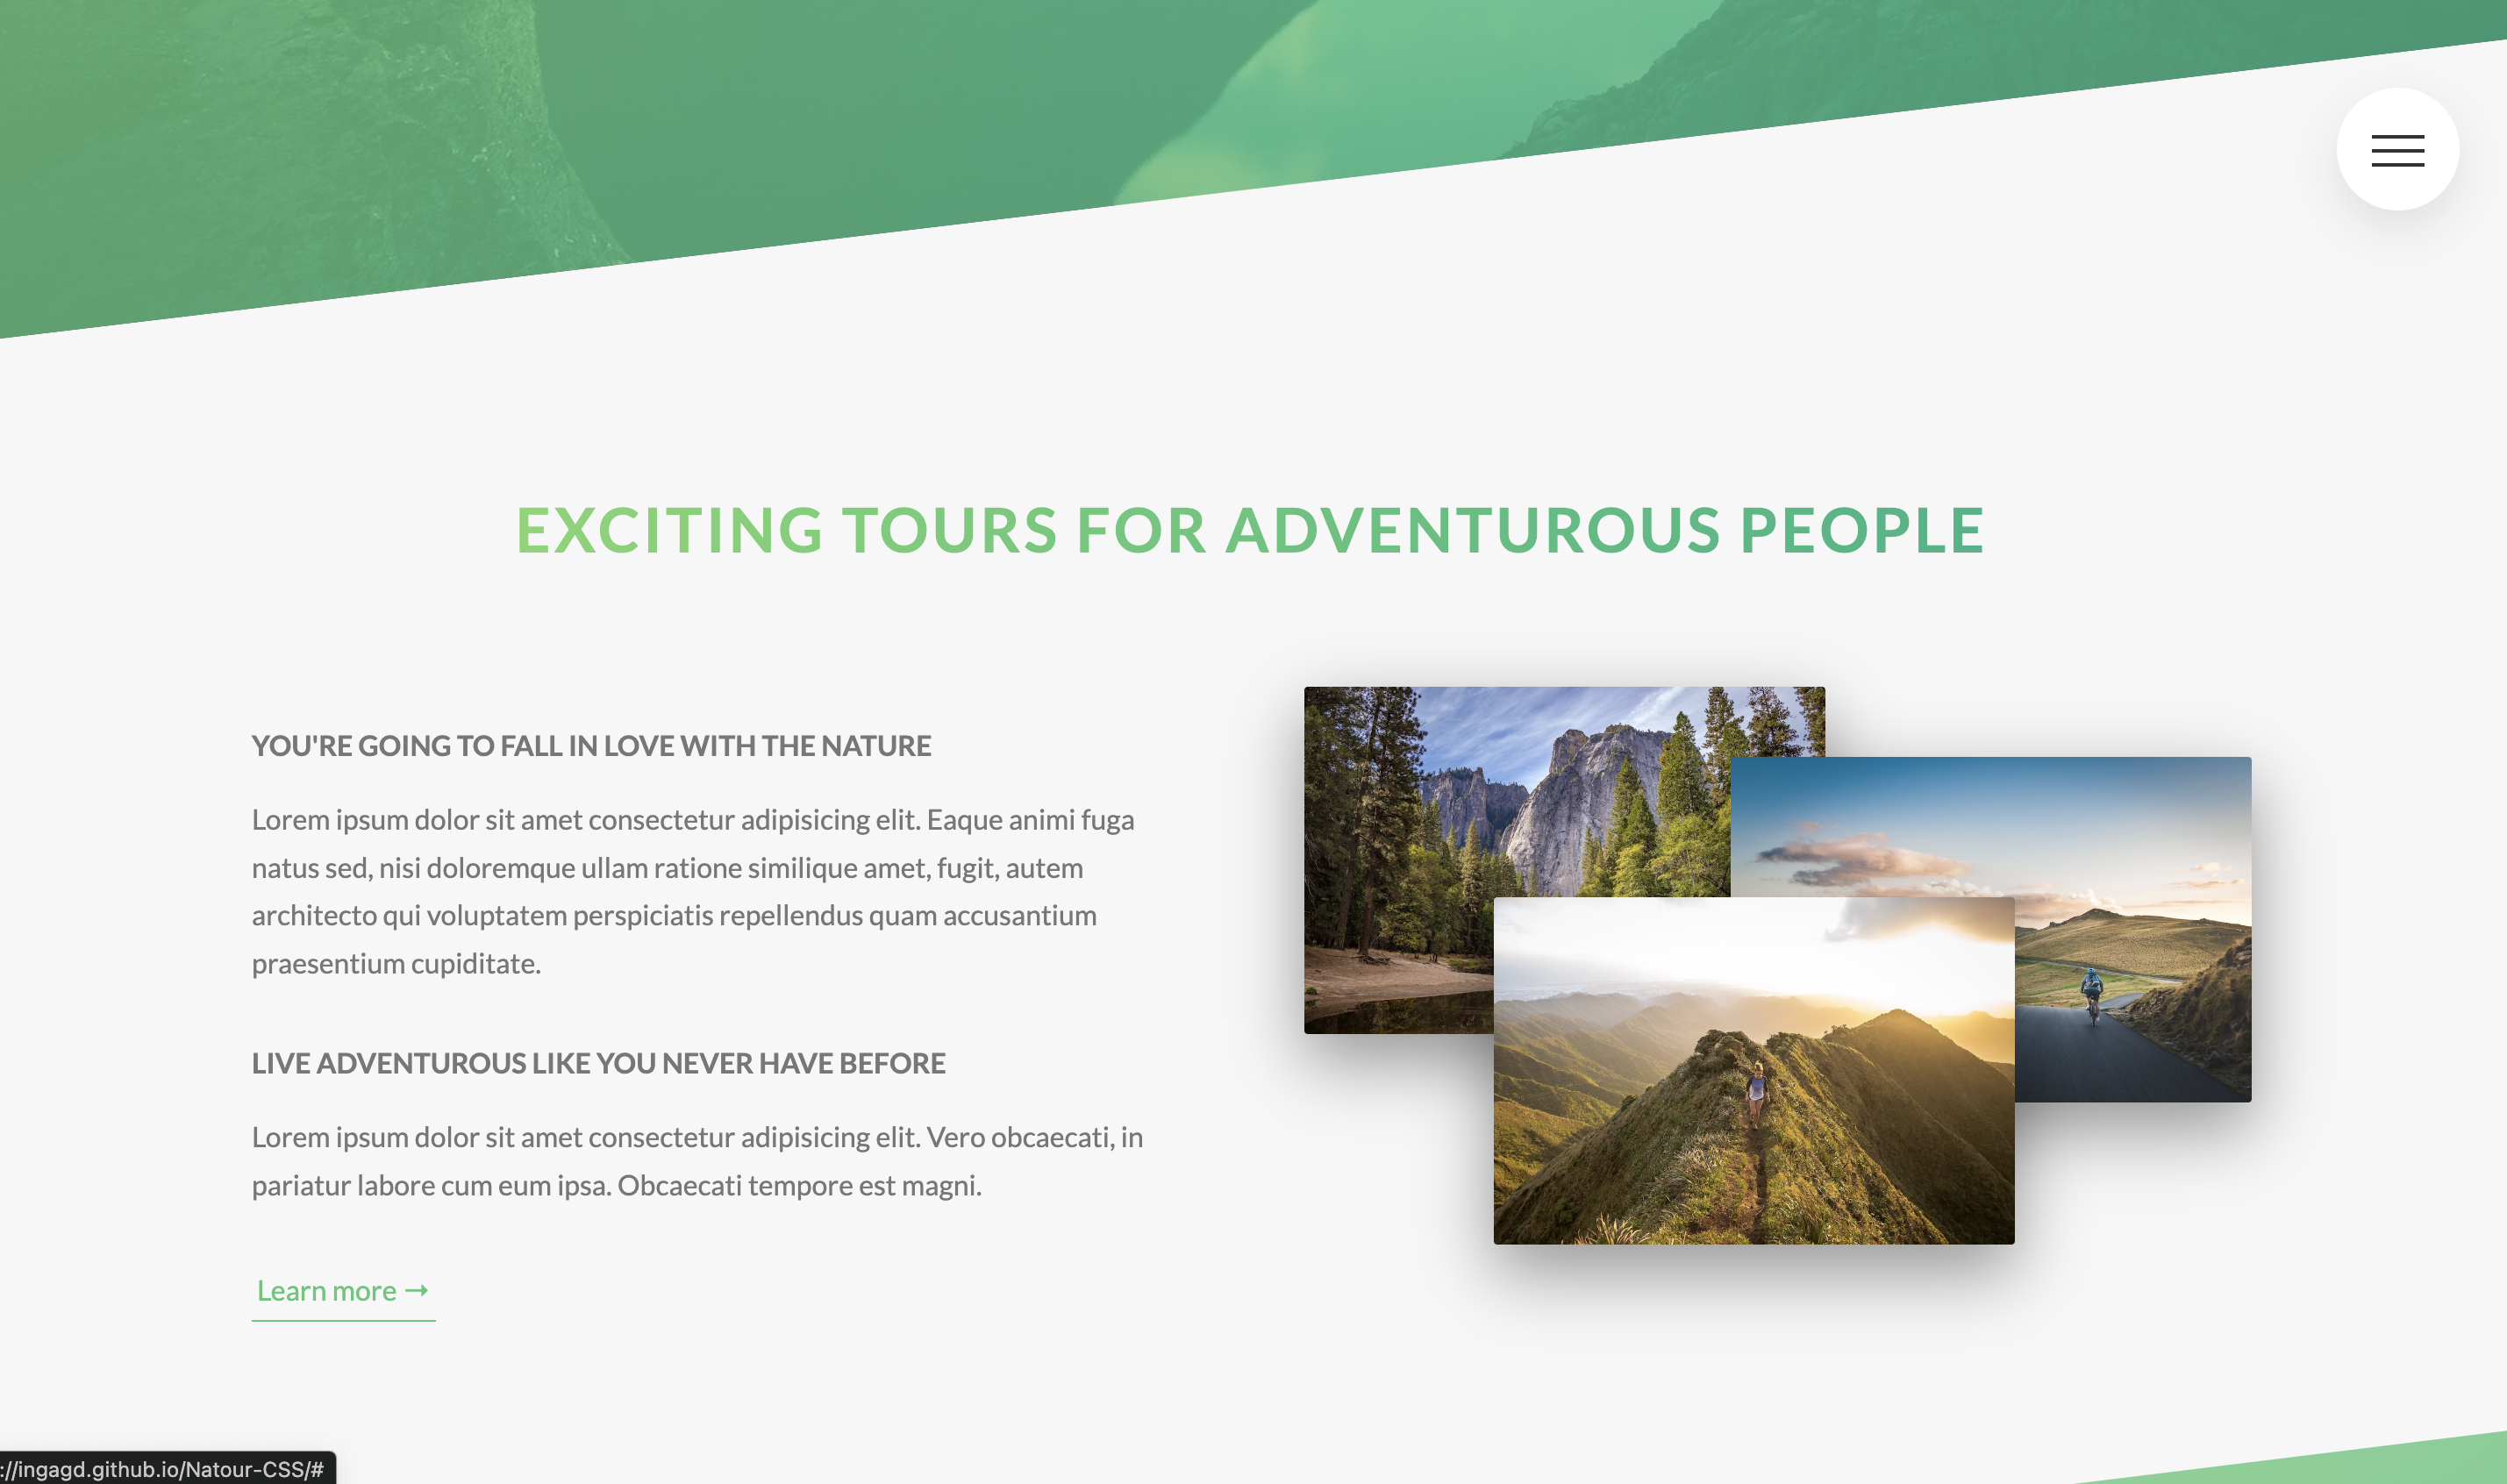 EXCITING TOURS FOR ADVENTUROUS PEOPLE
YOU'RE GOING TO FALL IN LOVE WITH THE NATURE
Lorem ipsum dolor sit amet consectetur adipisicing elit. Eaque animi fuga
natus sed, nisi doloremque ullam ratione similique amet, fugit, autem
architecto qui voluptatem perspiciatis repellendus quam accusantium
praesentium cupiditate.
LIVE ADVENTUROUS LIKE YOU NEVER HAVE BEFORE
Lorem ipsum dolor sit amet consectetur adipisicing elit. Vero obcaecati, in
pariatur labore cum eum ipsa. Obcaecati tempore est magni.
Learn more →
://ingagd.github.io/Natour-CSS/#